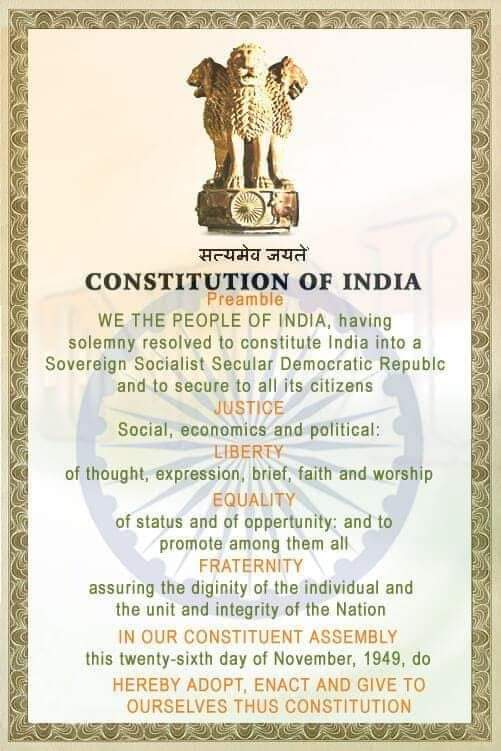 सत्यमेव जयते
CONSTITUTION OF INDIA
Preamble
WE THE PEOPLE OF INDIA, having
solemny resolved to constitute India into a
Sovereign Socialist Secular Democratic Republc
and to secure to all its citizens
JUSTICE
Social, economics and political:
LIBERTY
of thought, expression, brief, faith and worship
EQUALITY
of status and of opportunity: and to
promote among them all
FRATERNITY
assuring the diginity of the individual and
the unit and integrity of the Nation
IN OUR CONSTITUENT ASSEMBLY
this twenty-sixth day of November, 1949, do
HEREBY ADOPT, ENACT AND GIVE TO
OURSELVES THUS CONSTITUTION